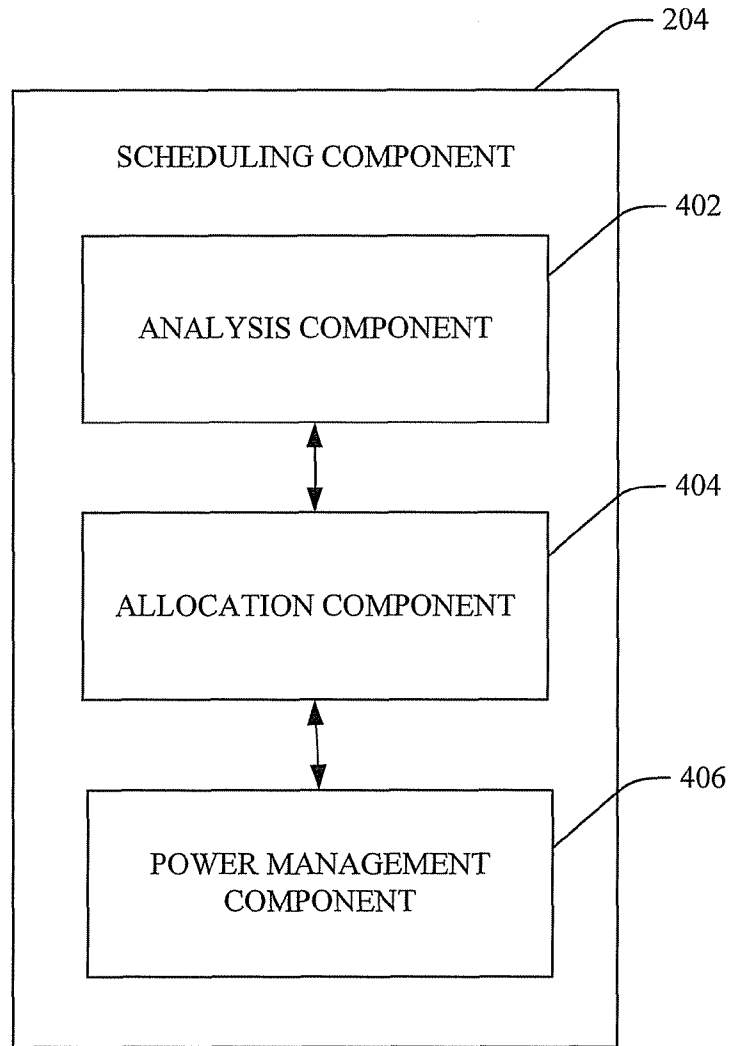 204
SCHEDULING COMPONENT
402
ANALYSIS COMPONENT
404
ALLOCATION COMPONENT
406
POWER MANAGEMENT
COMPONENT